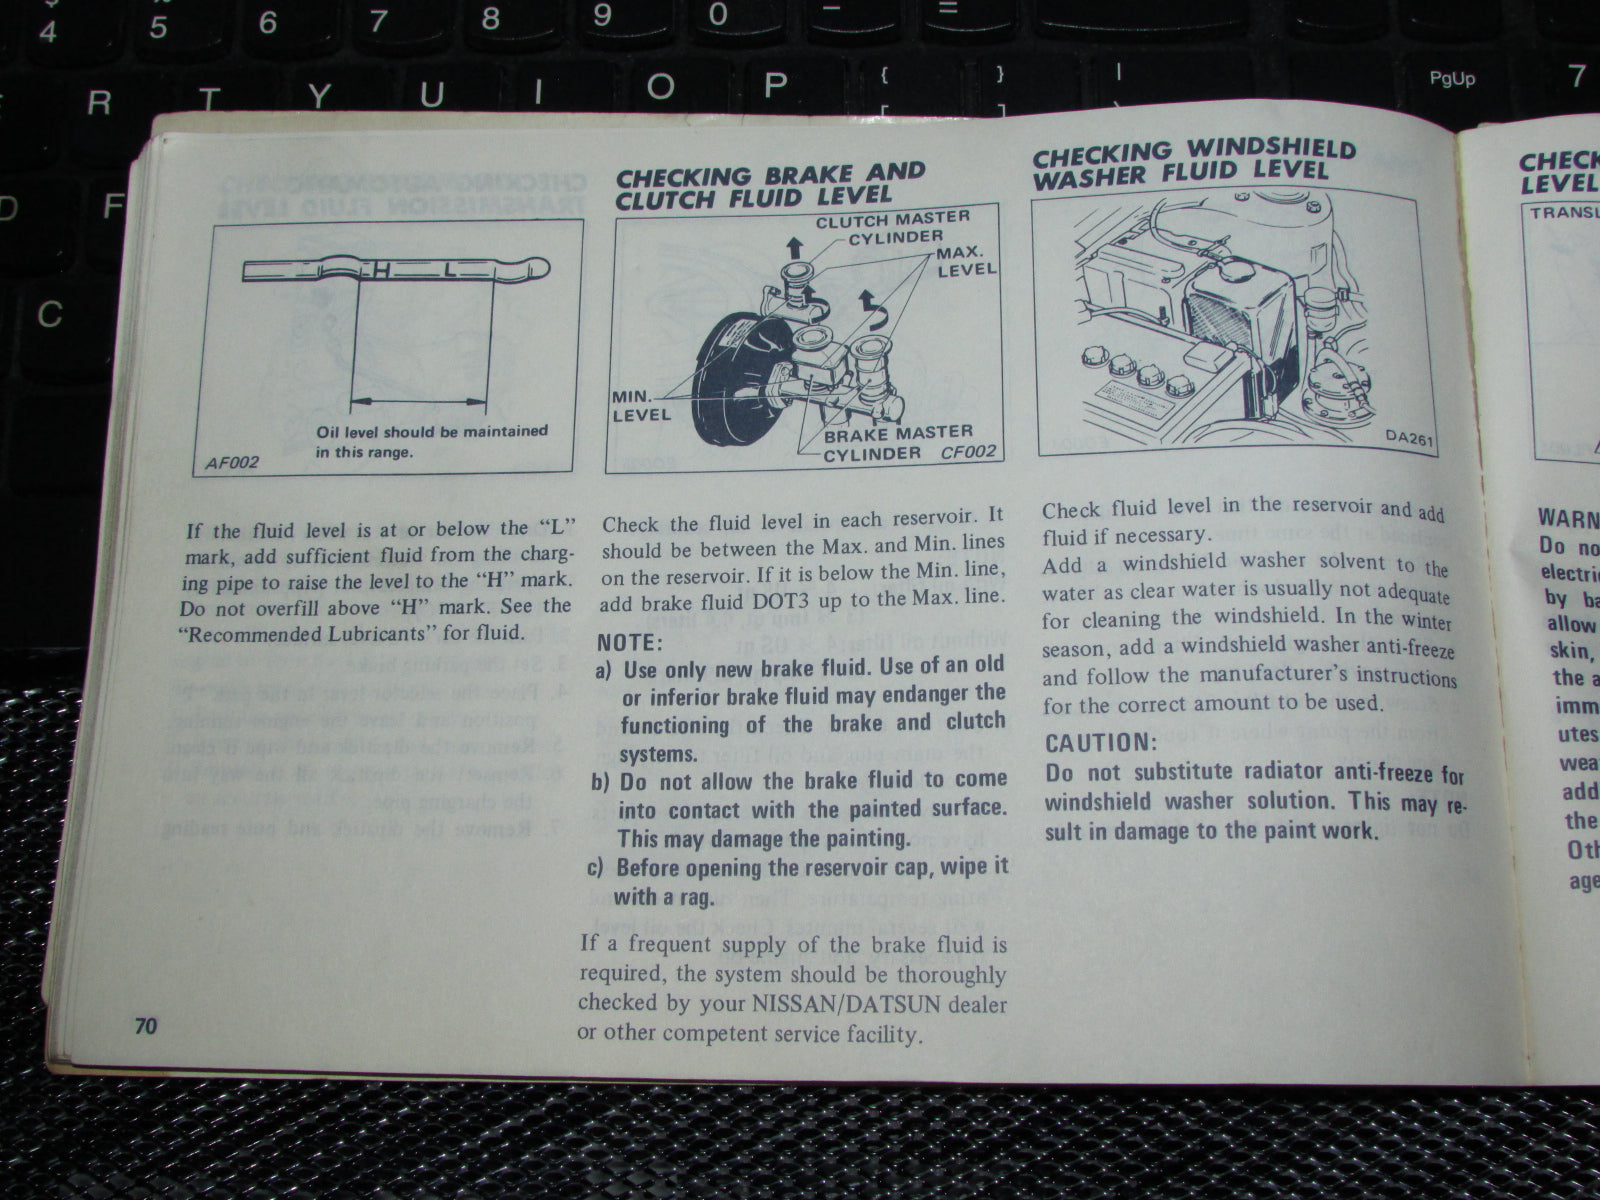 $ %
4 5 6 7 8 9 0 – =
R T Y U I O P { } | PgUp 7
[ ] \
D F
C
H L
Oil level should be maintained
in this range.
AF002
If the fluid level is at or below the “L”
mark, add sufficient fluid from the charg-
ing pipe to raise the level to the “H” mark.
Do not overfill above “H” mark. See the
“Recommended Lubricants” for fluid.
70
CHECKING BRAKE AND
CLUTCH FLUID LEVEL
CLUTCH MASTER
CYLINDER
MAX.
LEVEL
MIN.
LEVEL
BRAKE MASTER
CYLINDER CF002
Check the fluid level in each reservoir. It
should be between the Max. and Min. lines
on the reservoir. If it is below the Min. line,
add brake fluid DOT3 up to the Max. line.
NOTE:
a) Use only new brake fluid. Use of an old
or inferior brake fluid may endanger the
functioning of the brake and clutch
systems.
b) Do not allow the brake fluid to come
into contact with the painted surface.
This may damage the painting.
c) Before opening the reservoir cap, wipe it
with a rag.
If a frequent supply of the brake fluid is
required, the system should be thoroughly
checked by your NISSAN/DATSUN dealer
or other competent service facility.
CHECKING WINDSHIELD
WASHER FLUID LEVEL
DA261
Check fluid level in the reservoir and add
fluid if necessary.
Add a windshield washer solvent to the
water as clear water is usually not adequate
for cleaning the windshield. In the winter
season, add a windshield washer anti-freeze
and follow the manufacturer’s instructions
for the correct amount to be used.
CAUTION:
Do not substitute radiator anti-freeze for
windshield washer solution. This may re-
sult in damage to the paint work.
CHECK
LEVEL
TRANSL
WARN
Do no
electri
by ba
allow
skin,
the a
imm
utes
wea
add
the
Oth
age